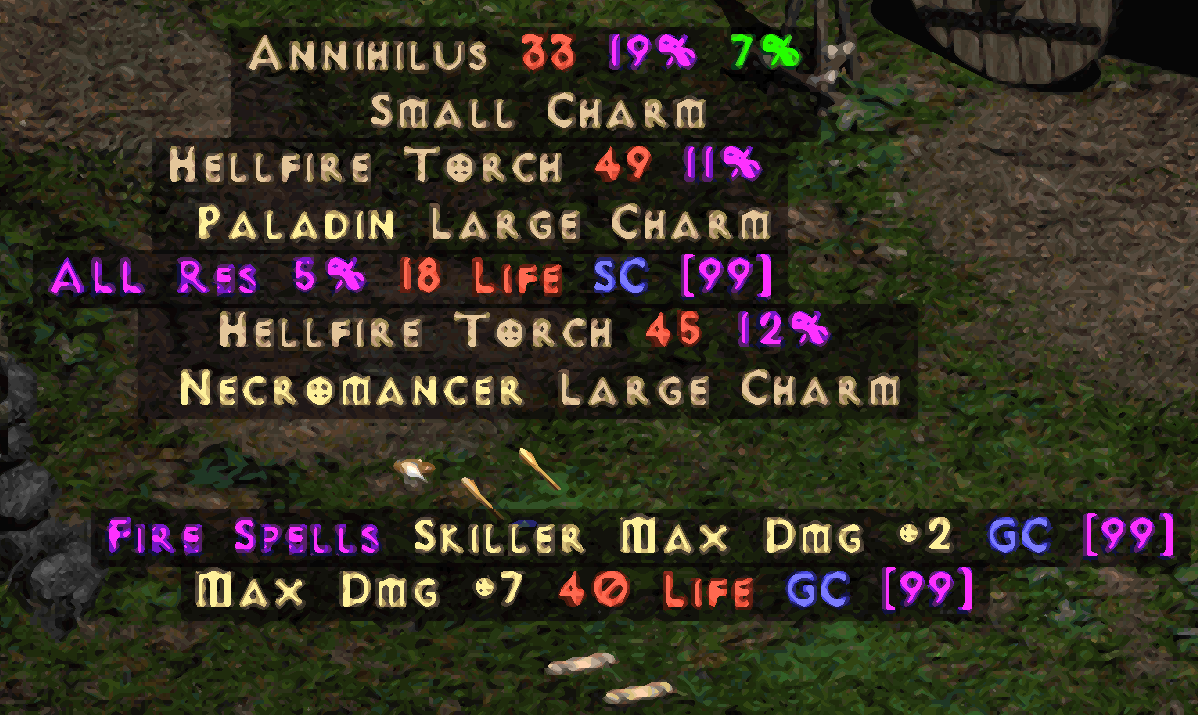 Annihilus 33 19% 7%
Small Charm
Hellfire Torch 49 11%
Paladin Large Charm
All Res 5% 18 Life SC [99]
Hellfire Torch 45 12%
Necromancer Large Charm
Fire Spells Skiller Max Dmg +2 GC [99]
Max Dmg +7 40 Life GC [99]